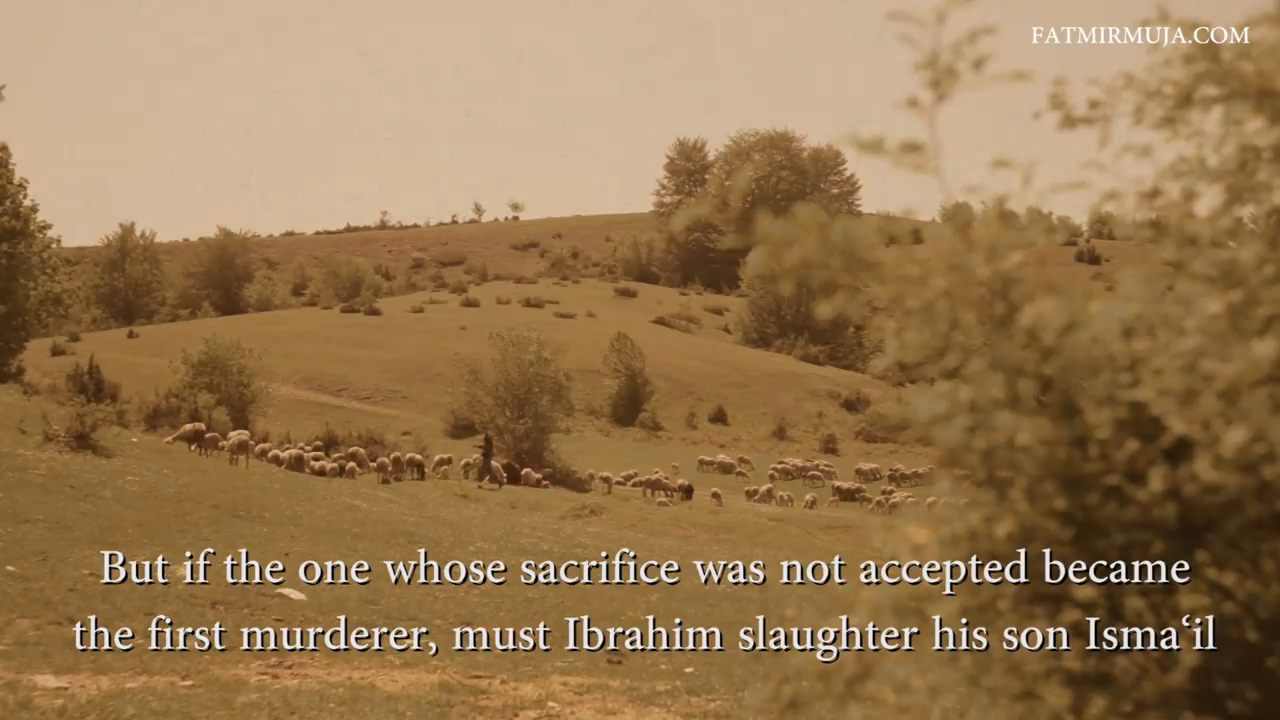 FATMIRMUJA.COM
But if the one whose sacrifice was not accepted became
the first murderer, must Ibrahim slaughter his son Isma‘il